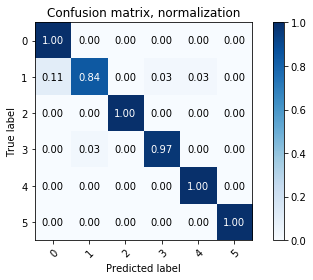 Confusion matrix, normalization
0 1.00 0.00 0.00 0.00 0.00 0.00
1 0.11 0.84 0.00 0.03 0.03 0.00
2 0.00 0.00 1.00 0.00 0.00 0.00
3 0.00 0.03 0.00 0.97 0.00 0.00
4 0.00 0.00 0.00 0.00 1.00 0.00
5 0.00 0.00 0.00 0.00 0.00 1.00
0 1 2 3 4 5
True label
Predicted label
1.0
0.8
0.6
0.4
0.2
0.0